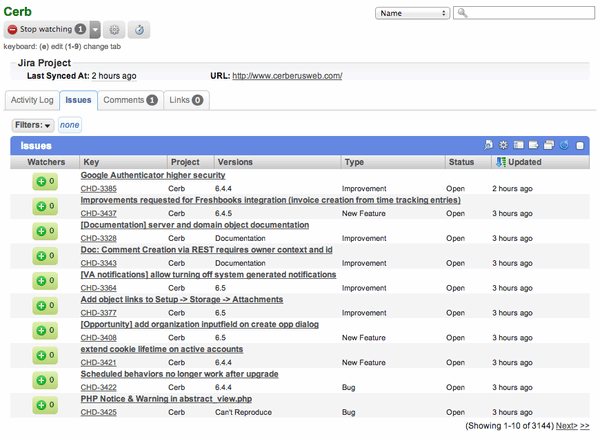 Cerb
Name
Stop watching 1
keyboard: (e) edit (1-9) change tab
Jira Project
Last Synced At: 2 hours ago URL: http://www.cerberusweb.com/
Activity Log Issues Comments 1 Links 0
Filters: none
Issues
Watchers Key Project Versions Type Status Updated
Google Authenticator higher security
0 CHD-3385 Cerb 6.4.4 Improvement Open 2 hours ago
Improvements requested for Freshbooks integration (invoice creation from time tracking entries)
0 CHD-3437 Cerb 6.4.5 New Feature Open 3 hours ago
[Documentation] server and domain object documentation
0 CHD-3328 Cerb Documentation Improvement Open 3 hours ago
Doc: Comment Creation via REST requires owner context and id
0 CHD-3343 Cerb Documentation Improvement Open 3 hours ago
[VA notifications] allow turning off system generated notifications
0 CHD-3364 Cerb 6.5 Improvement Open 3 hours ago
Add object links to Setup -> Storage -> Attachments
0 CHD-3377 Cerb 6.5 Improvement Open 3 hours ago
[Opportunity] add organization inputfield on create opp dialog
0 CHD-3408 Cerb 6.5 New Feature Open 3 hours ago
extend cookie lifetime on active accounts
0 CHD-3421 Cerb 6.4.4 New Feature Open 3 hours ago
Scheduled behaviors no longer work after upgrade
0 CHD-3422 Cerb 6.4.4 Bug Open 3 hours ago
PHP Notice & Warning in abstract_view.php
0 CHD-3425 Cerb Can't Reproduce Bug Open 3 hours ago
(Showing 1-10 of 3144) Next> >>